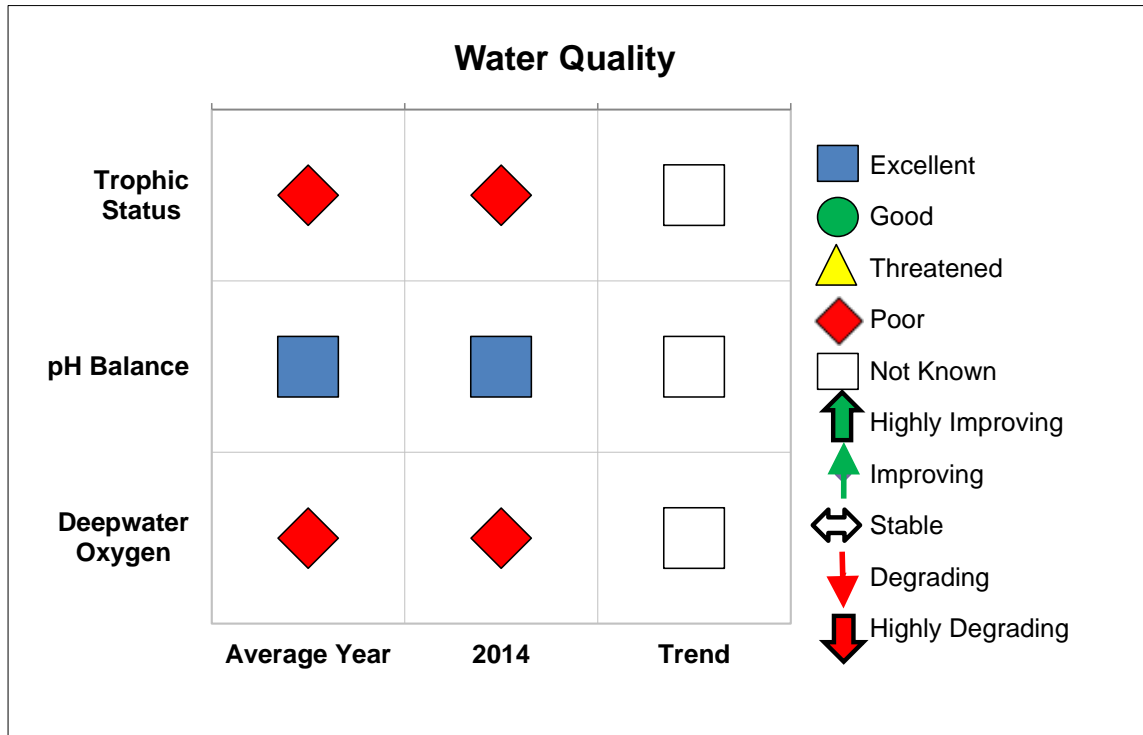 Water Quality
Trophic
Status
pH Balance
Deepwater
Oxygen
Average Year
2014
Trend
Excellent
Good
Threatened
Poor
Not Known
Highly Improving
Improving
Stable
Degrading
Highly Degrading